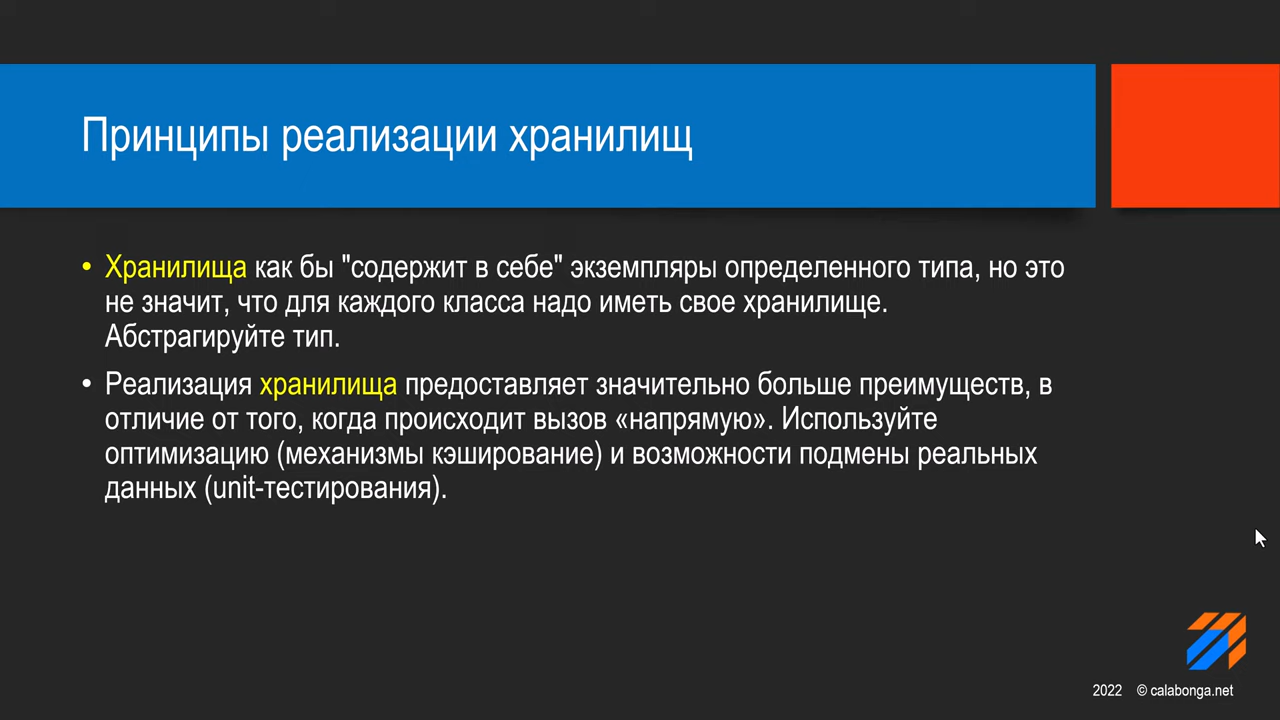 Принципы реализации хранилищ
• Хранилища как бы "содержит в себе" экземпляры определенного типа, но это
не значит, что для каждого класса надо иметь свое хранилище.
Абстрагируйте тип.
• Реализация хранилища предоставляет значительно больше преимуществ, в
отличие от того, когда происходит вызов «напрямую». Используйте
оптимизацию (механизмы кэширование) и возможности подмены реальных
данных (unit-тестирования).
2022 © calabonga.net